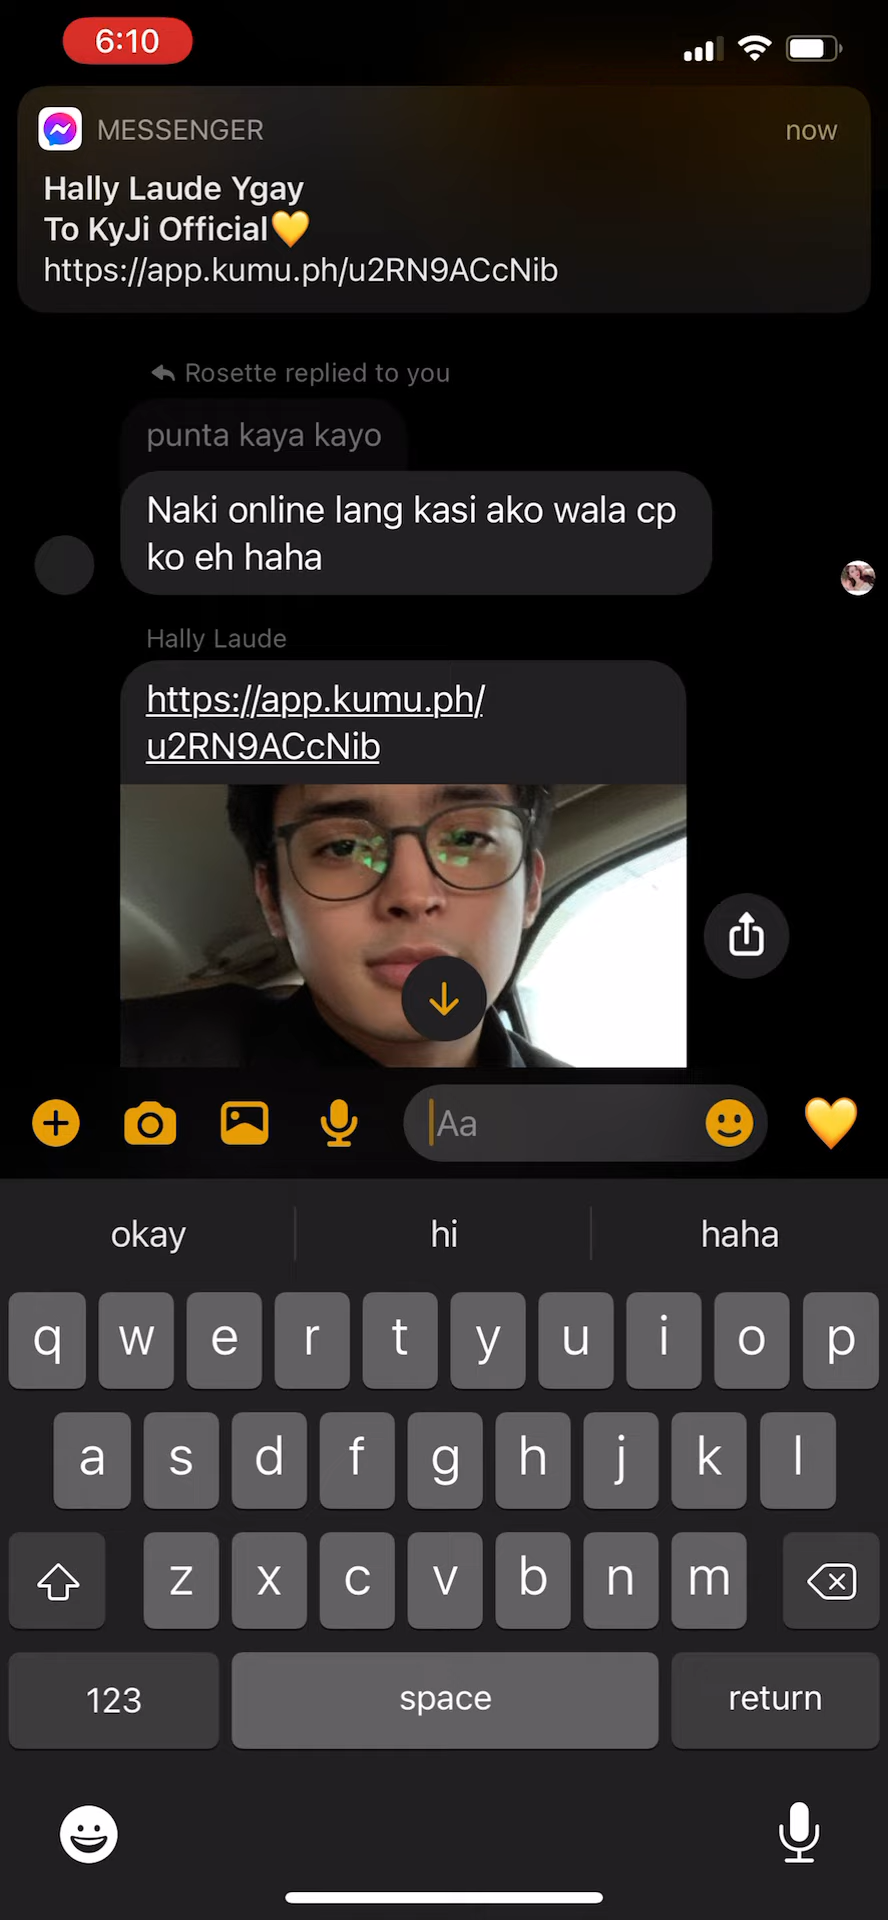 6:10
MESSENGER
now
Hally Laude Ygay
To KyJi Official💛
https://app.kumu.ph/u2RN9ACcNib
Rosette replied to you
punta kaya kayo
Naki online lang kasi ako wala cp
ko eh haha
Hally Laude
https://app.kumu.ph/
u2RN9ACcNib
Aa
okay hi haha
q w e r t y u i o p
a s d f g h j k l
z x c v b n m
123 space return